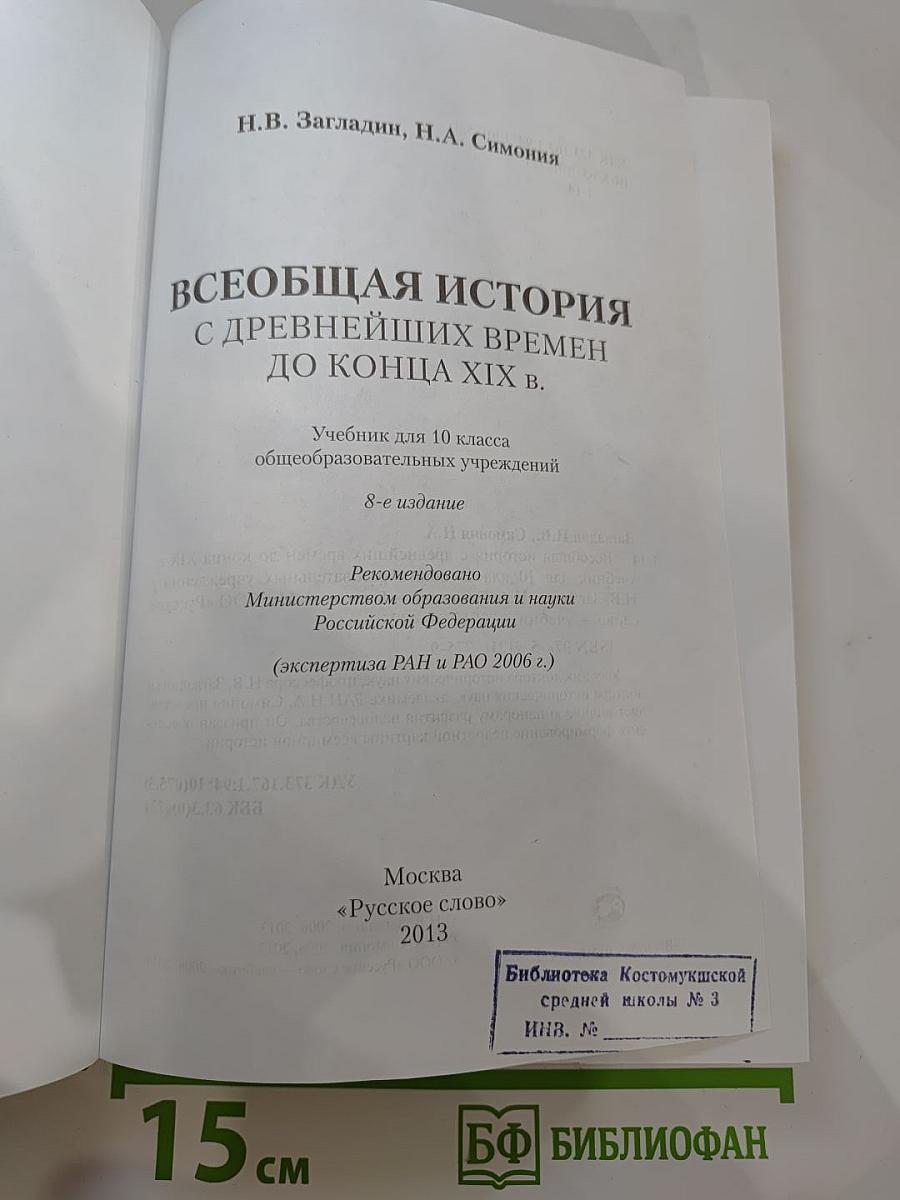 Н.В. Загладин, Н.А. Симония
ВСЕОБЩАЯ ИСТОРИЯ
С ДРЕВНЕЙШИХ ВРЕМЕН
ДО КОНЦА XIX в.
Учебник для 10 класса
общеобразовательных учреждений
8-е издание
Рекомендовано
Министерством образования и науки
Российской Федерации
(экспертиза РАН и РАО 2006 г.)
Москва
«Русское слово»
2013
Библиотека Костомукшской
средней школы № 3
ИНВ. №
15 см
БФ БИБЛИОФАН